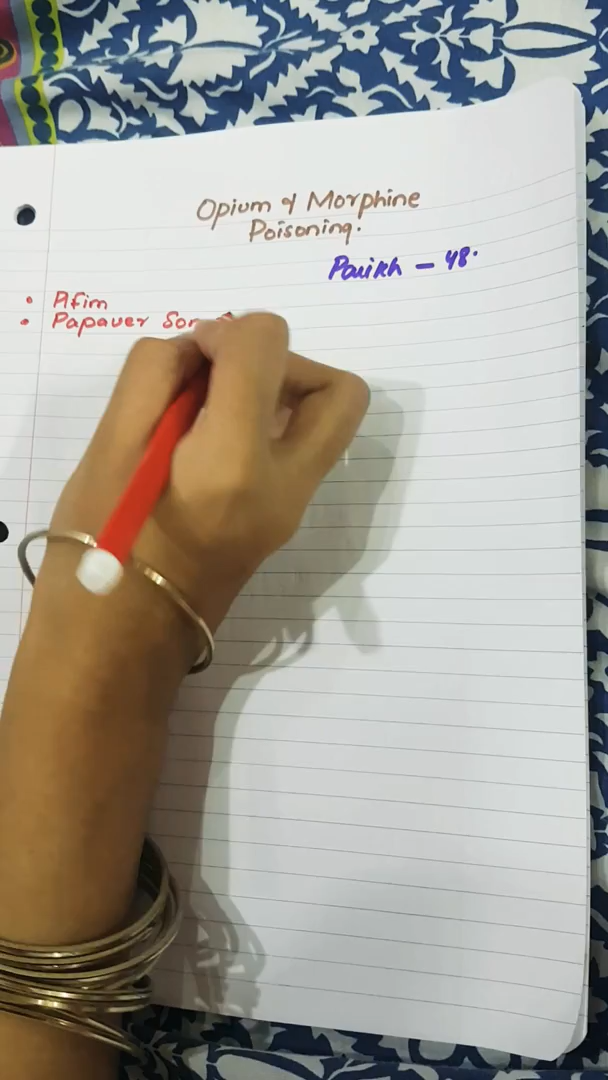 Opium & Morphine
Poisoning.
Parikh - 48.
• Afim
• Papaver